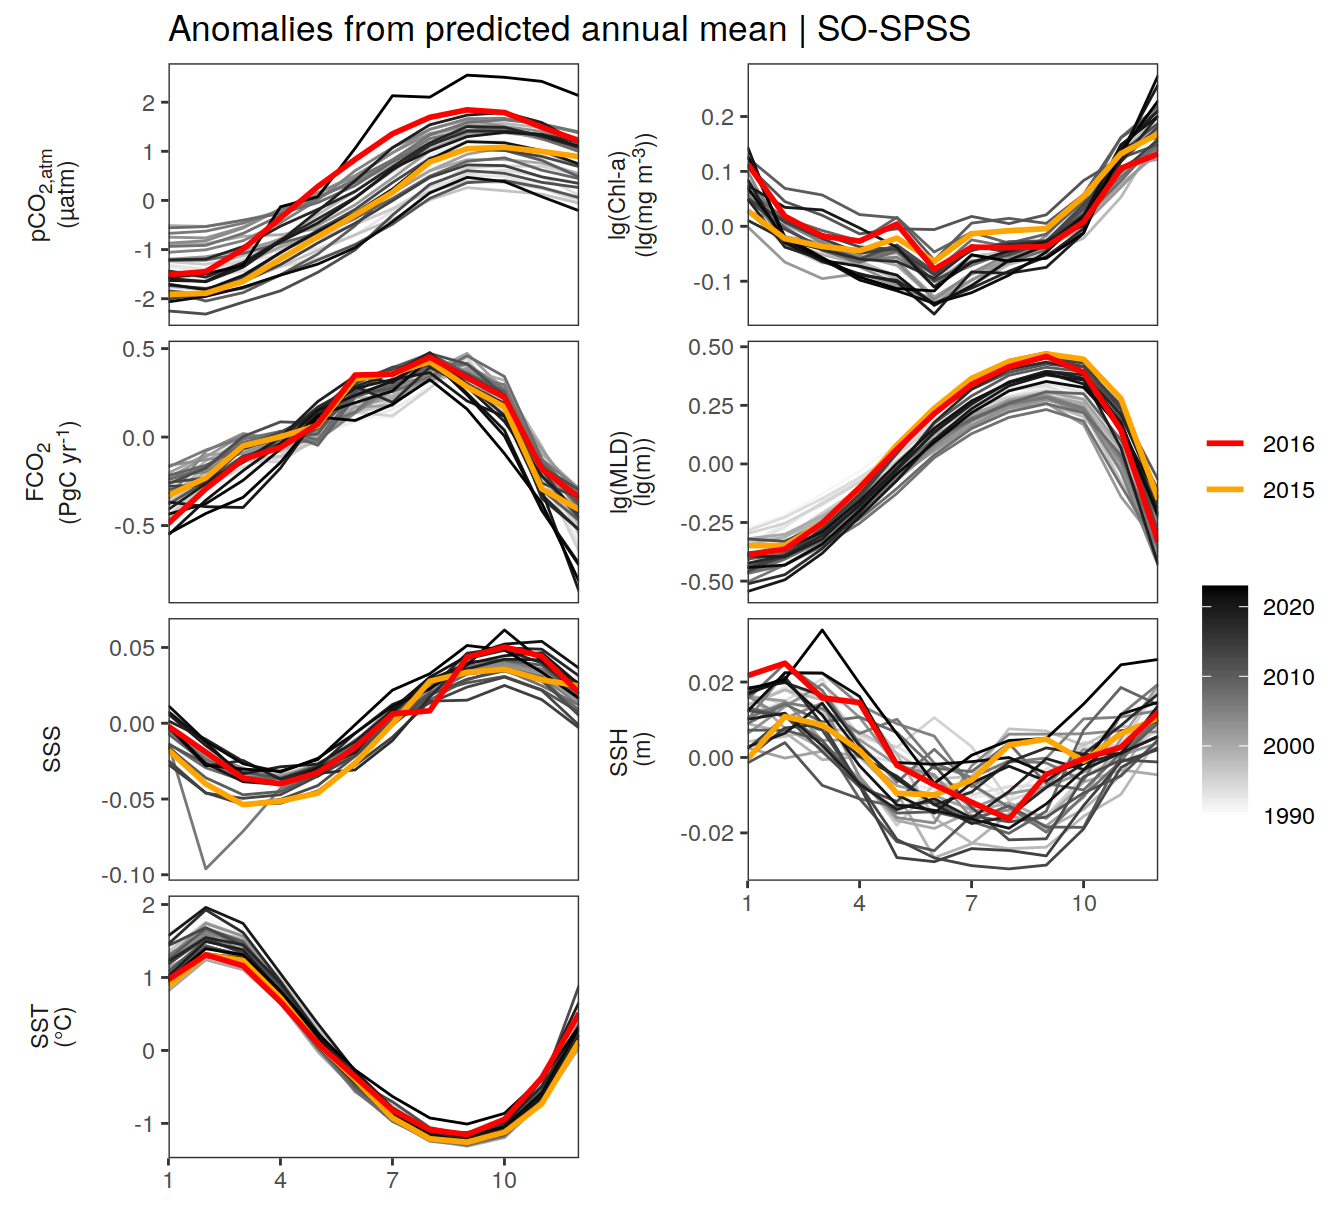 Anomalies from predicted annual mean | SO-SPSS
pCO2,atm
(µatm)
2
1
0
-1
-2
lg(Chl-a)
(lg(mg m-3))
0.2
0.1
0.0
-0.1
FCO2
(PgC yr-1)
0.5
0.0
-0.5
lg(MLD)
(lg(m))
0.50
0.25
0.00
-0.25
-0.50
SSS
0.05
0.00
-0.05
-0.10
SSH
(m)
0.02
0.00
-0.02
1 4 7 10
SST
(°C)
2
1
0
-1
1 4 7 10
2016
2015
2020
2010
2000
1990